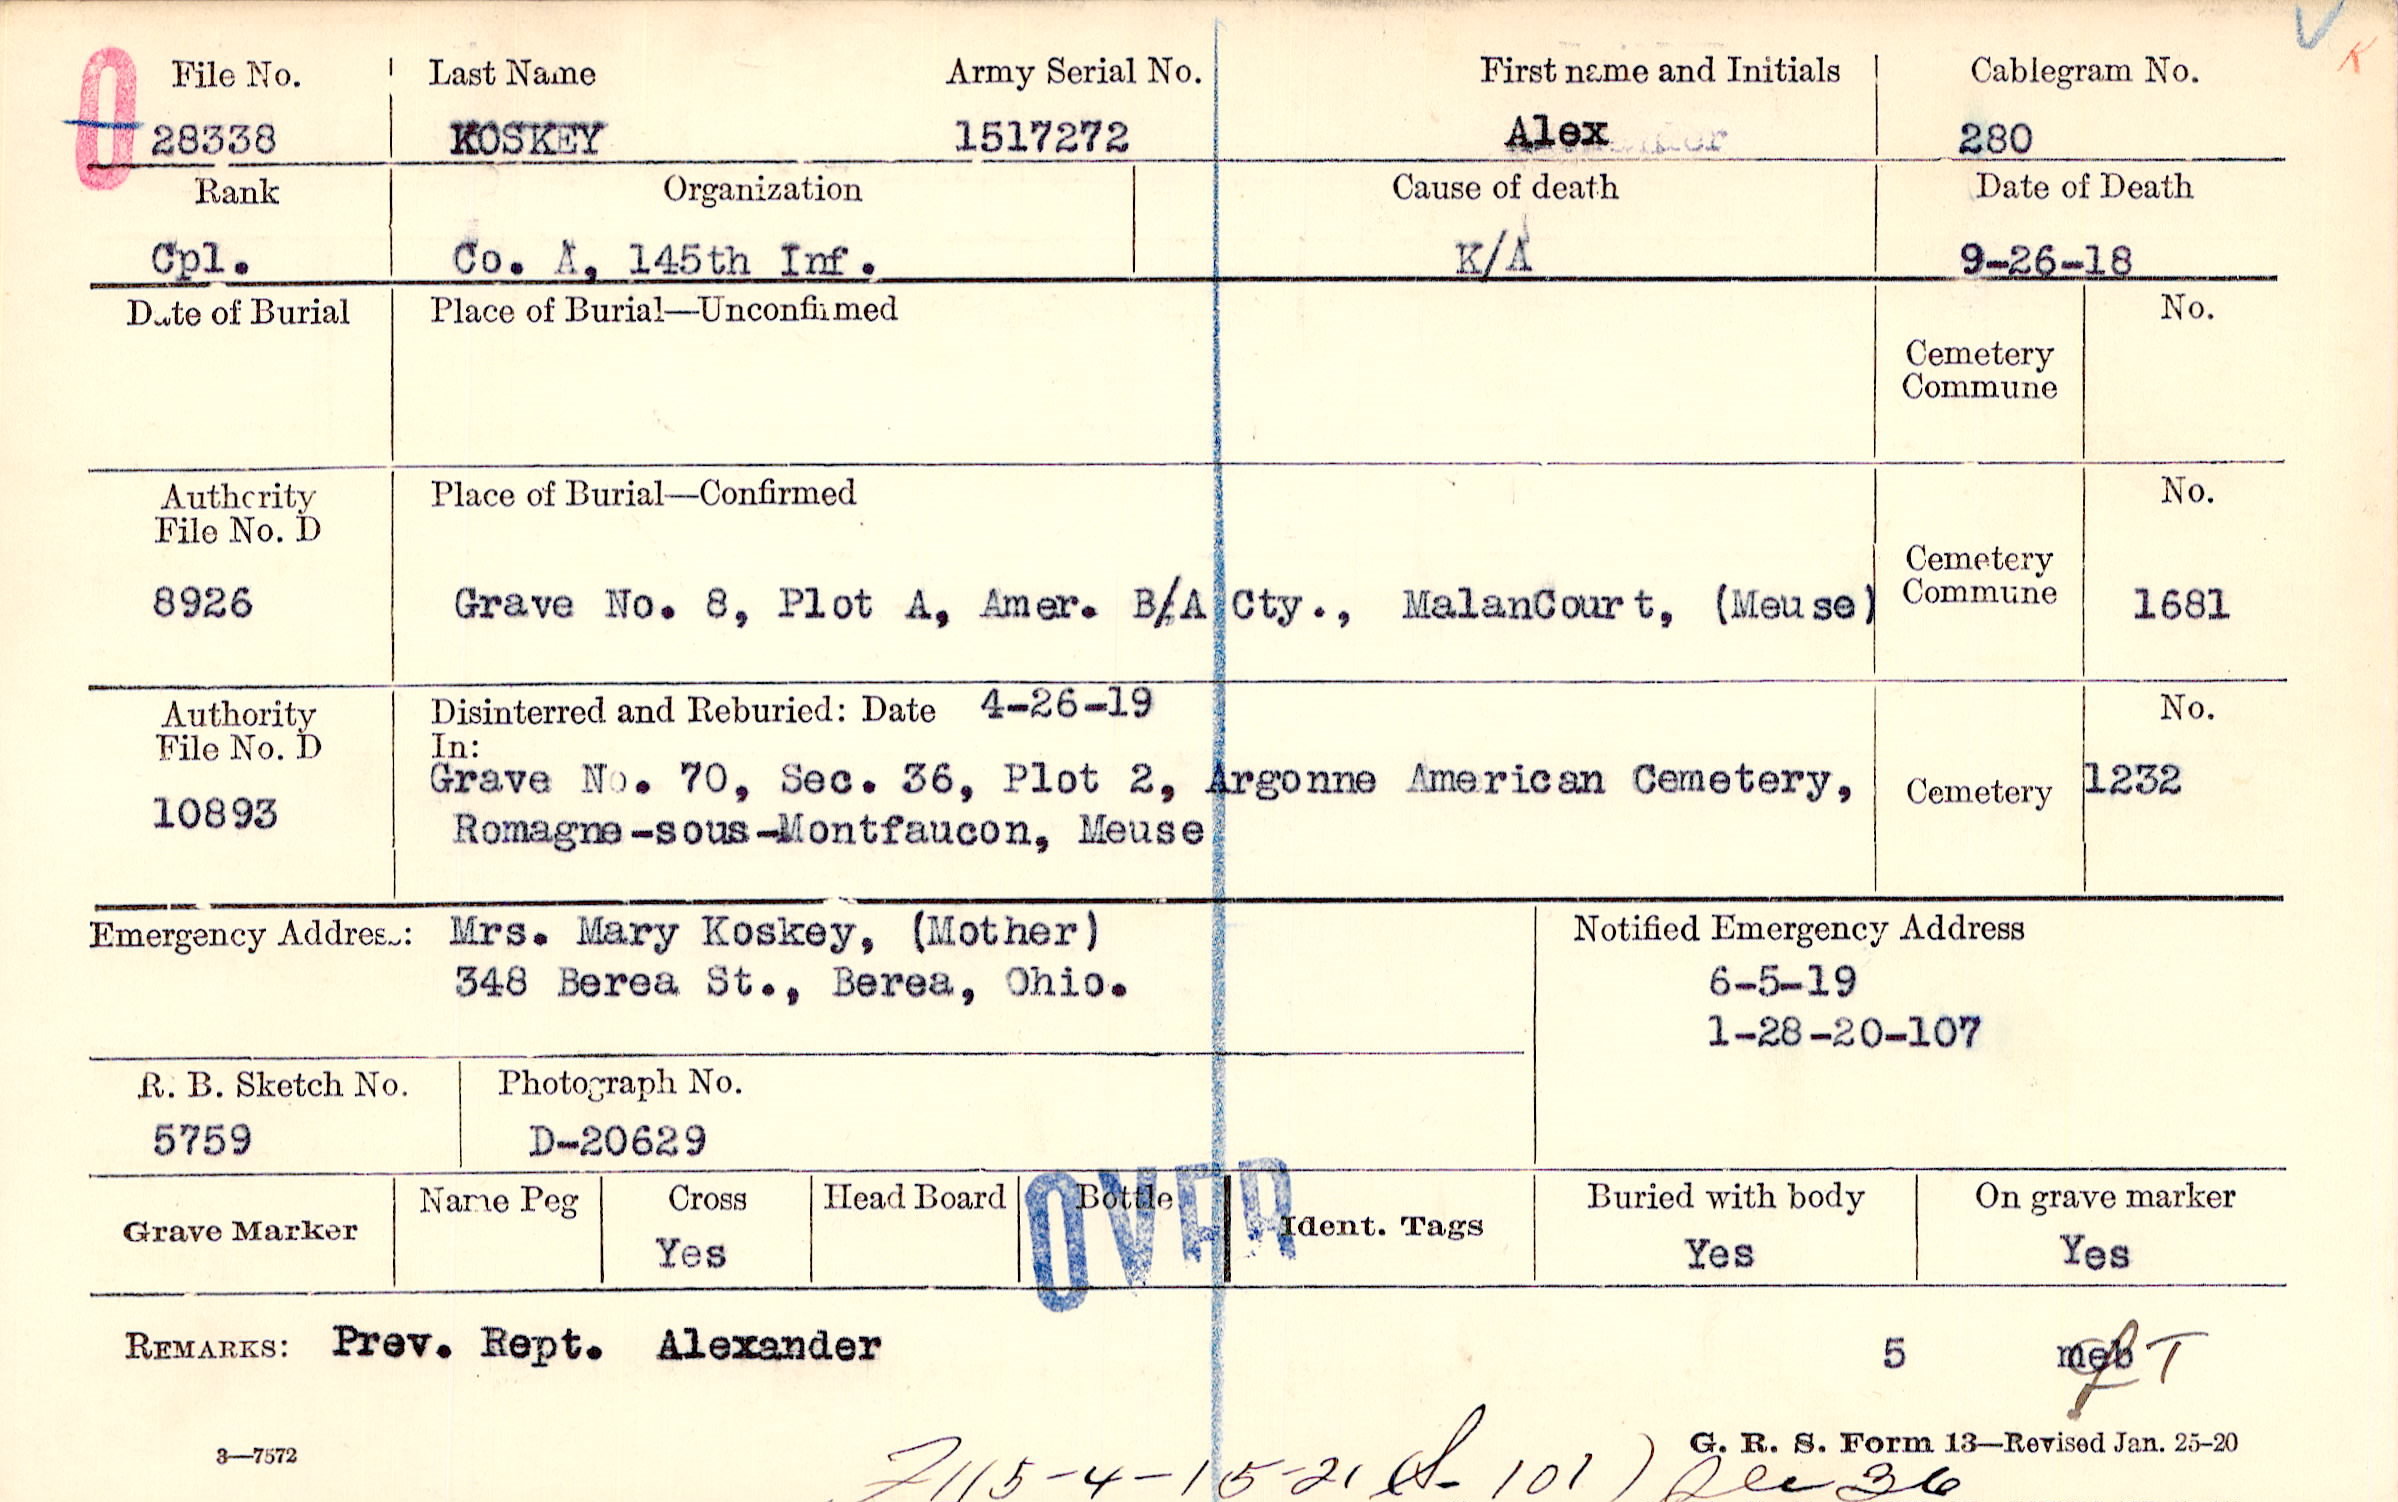 K
File No. Last Name Army Serial No. First name and Initials Cablegram No.
0 28338 KOSKEY 1517272 Alex 280
Rank Organization Cause of death Date of Death
Cpl. Co. A, 145th Inf. K/A 9-26-18
Date of Burial Place of Burial—Unconfirmed No.
Cemetery
Commune
Authority Place of Burial—Confirmed No.
File No. D
Cemetery
Commune
8926 Grave No. 8, Plot A, Amer. B/A Cty., MalanCourt, (Meuse) 1681
Authority Disinterred and Reburied: Date 4-26-19 No.
File No. D In:
Grave No. 70, Sec. 36, Plot 2, Argonne American Cemetery, Cemetery 1232
10893 Romagne-sous-Montfaucon, Meuse
Emergency Address: Mrs. Mary Koskey, (Mother) Notified Emergency Address
348 Berea St., Berea, Ohio. 6-5-19
1-28-20-107
R. B. Sketch No. Photograph No.
5759 D-20629
OVER
Grave Marker Name Peg Cross Head Board Bottle Ident. Tags Buried with body On grave marker
Yes Yes Yes
REMARKS: Prev. Rept. Alexander 5 meb
G. R. S. Form 13—Revised Jan. 25-20
3—7572